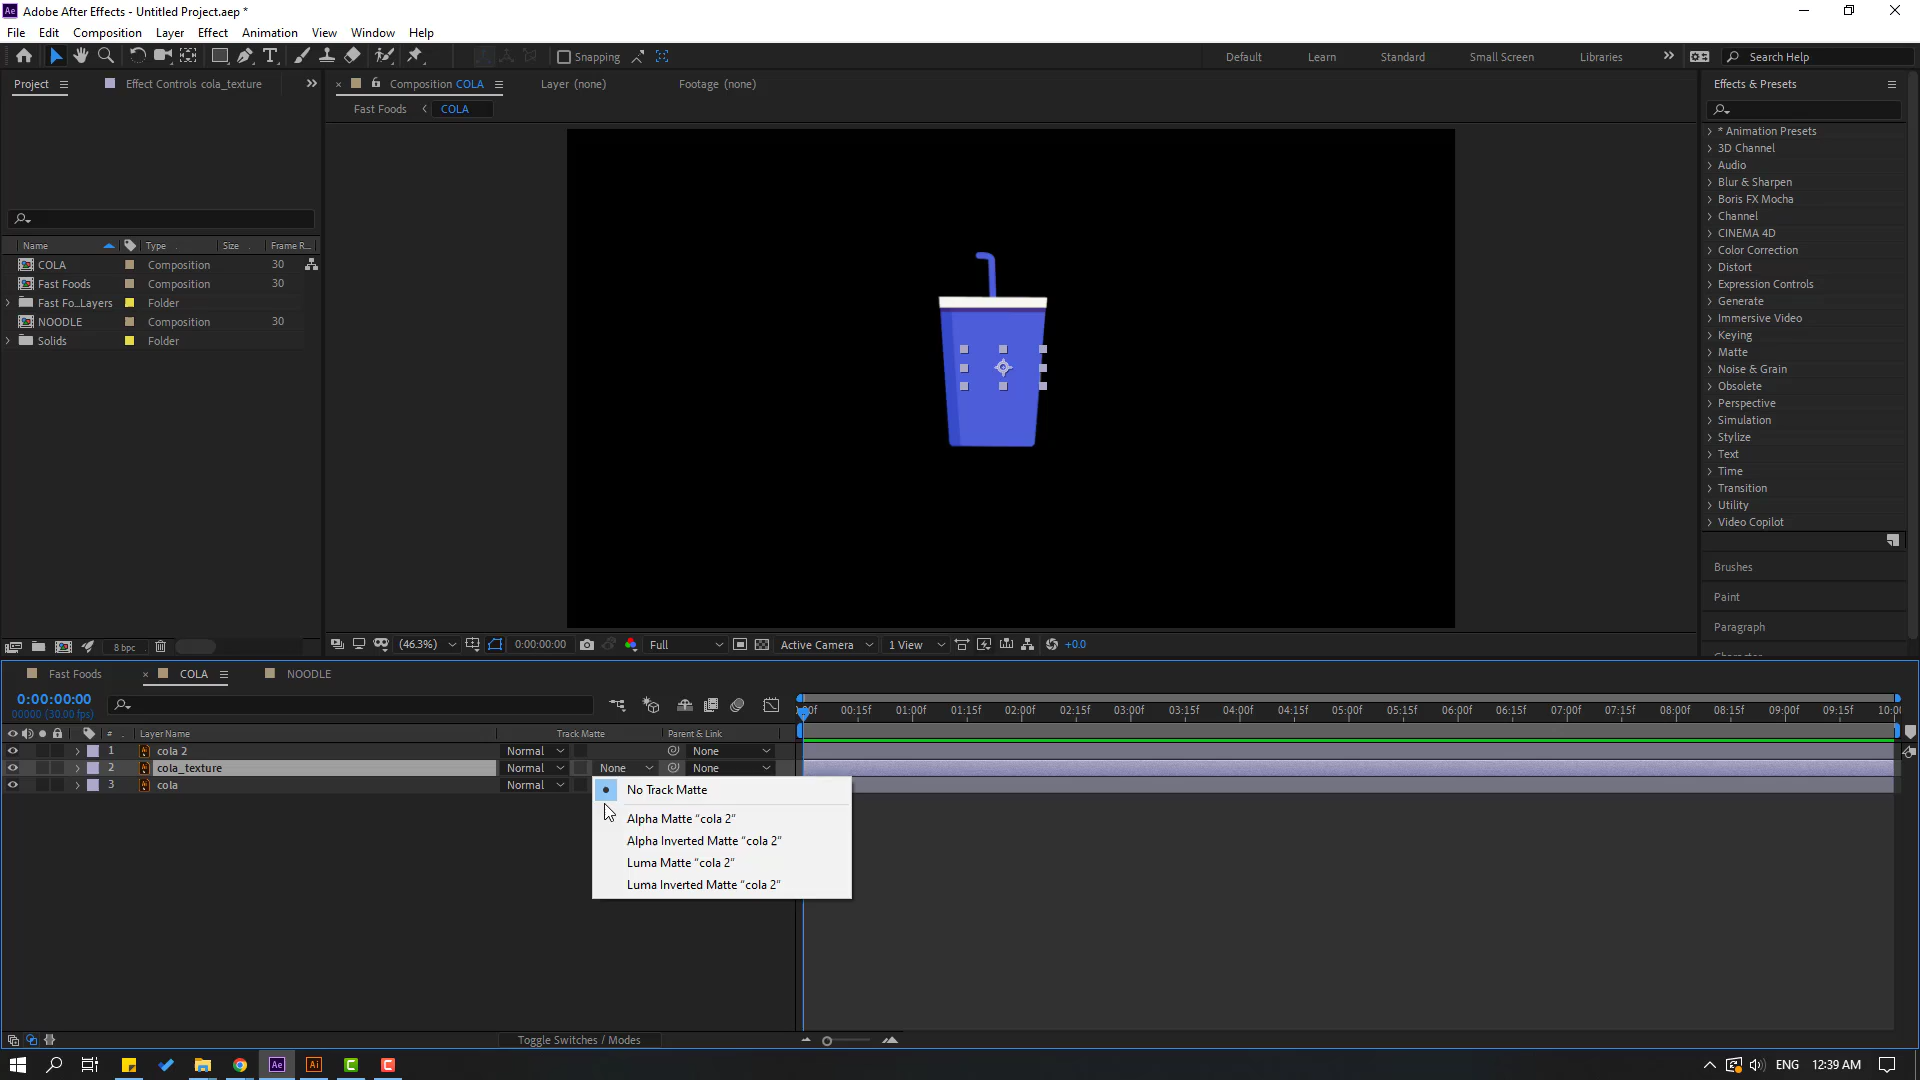 Adobe After Effects - Untitled Project.aep *
File Edit Composition Layer Effect Animation View Window Help
Snapping Default Learn Standard Small Screen Libraries Search Help
Project Effect Controls cola_texture
Composition COLA Layer (none) Footage (none)
Fast Foods COLA
Name Type Size Frame R...
COLA Composition 30
Fast Foods Composition 30
Fast Fo...Layers Folder
NOODLE Composition 30
Solids Folder
8 bpc
(46.3%) 0:00:00:00 Full Active Camera 1 View +0.0
Effects & Presets
* Animation Presets
3D Channel
Audio
Blur & Sharpen
Boris FX Mocha
Channel
CINEMA 4D
Color Correction
Distort
Expression Controls
Generate
Immersive Video
Keying
Matte
Noise & Grain
Obsolete
Perspective
Simulation
Stylize
Text
Time
Transition
Utility
Video Copilot
Brushes
Paint
Paragraph
Fast Foods COLA NOODLE
0:00:00:00
00000 (30.00 fps)
:00f 00:15f 01:00f 01:15f 02:00f 02:15f 03:00f 03:15f 04:00f 04:15f 05:00f 05:15f 06:00f 06:15f 07:00f 07:15f 08:00f 08:15f 09:00f 09:15f 10:0
# Layer Name Track Matte Parent & Link
1 cola 2 Normal None
2 cola_texture Normal None None
3 cola Normal
No Track Matte
Alpha Matte "cola 2"
Alpha Inverted Matte "cola 2"
Luma Matte "cola 2"
Luma Inverted Matte "cola 2"
Toggle Switches / Modes
Ae Ai ENG 12:39 AM